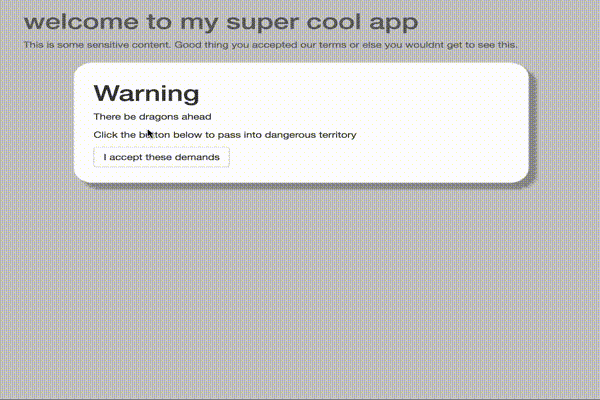 welcome to my super cool app
This is some sensitive content. Good thing you accepted our terms or else you wouldnt get to see this.
Warning
There be dragons ahead
Click the button below to pass into dangerous territory
I accept these demands